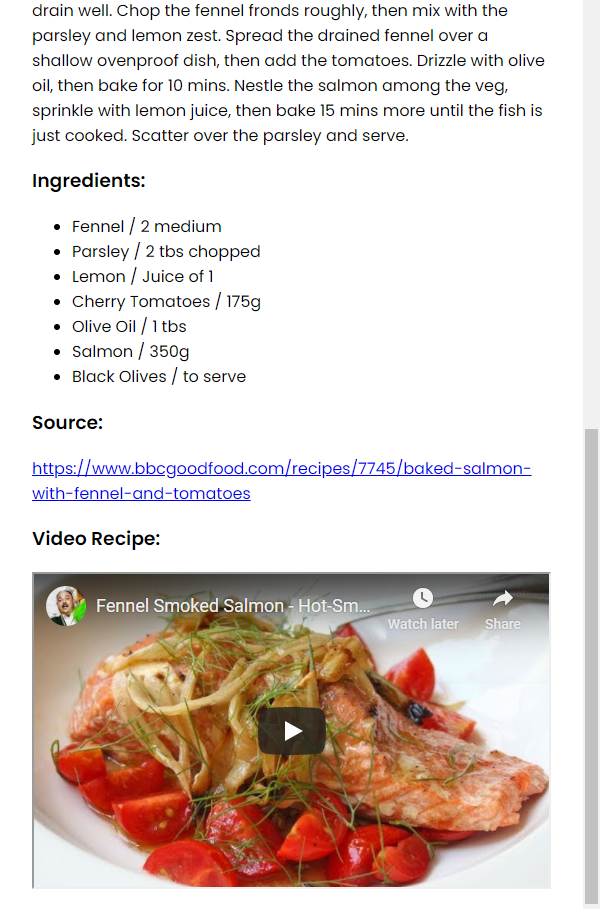 drain well. Chop the fennel fronds roughly, then mix with the
parsley and lemon zest. Spread the drained fennel over a
shallow ovenproof dish, then add the tomatoes. Drizzle with olive
oil, then bake for 10 mins. Nestle the salmon among the veg,
sprinkle with lemon juice, then bake 15 mins more until the fish is
just cooked. Scatter over the parsley and serve.
Ingredients:
Fennel / 2 medium
Parsley / 2 tbs chopped
Lemon / Juice of 1
Cherry Tomatoes / 175g
Olive Oil / 1 tbs
Salmon / 350g
Black Olives / to serve
Source:
https://www.bbcgoodfood.com/recipes/7745/baked-salmon-
with-fennel-and-tomatoes
Video Recipe:
Fennel Smoked Salmon - Hot-Sm...
Watch later
Share